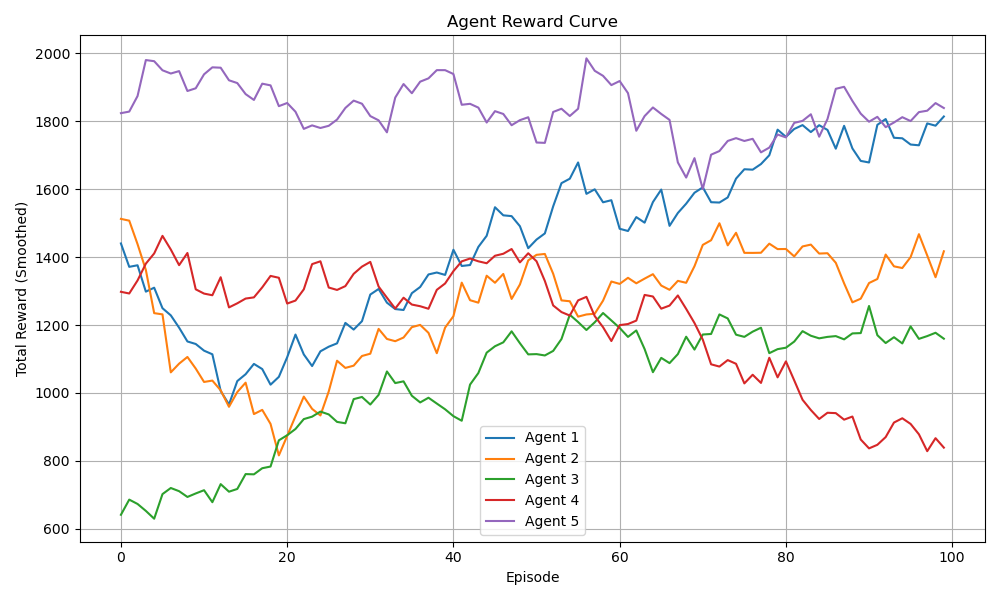 Agent Reward Curve
Total Reward (Smoothed)
2000
1800
1600
1400
1200
1000
800
600
Agent 1
Agent 2
Agent 3
Agent 4
Agent 5
0 20 40 60 80 100
Episode